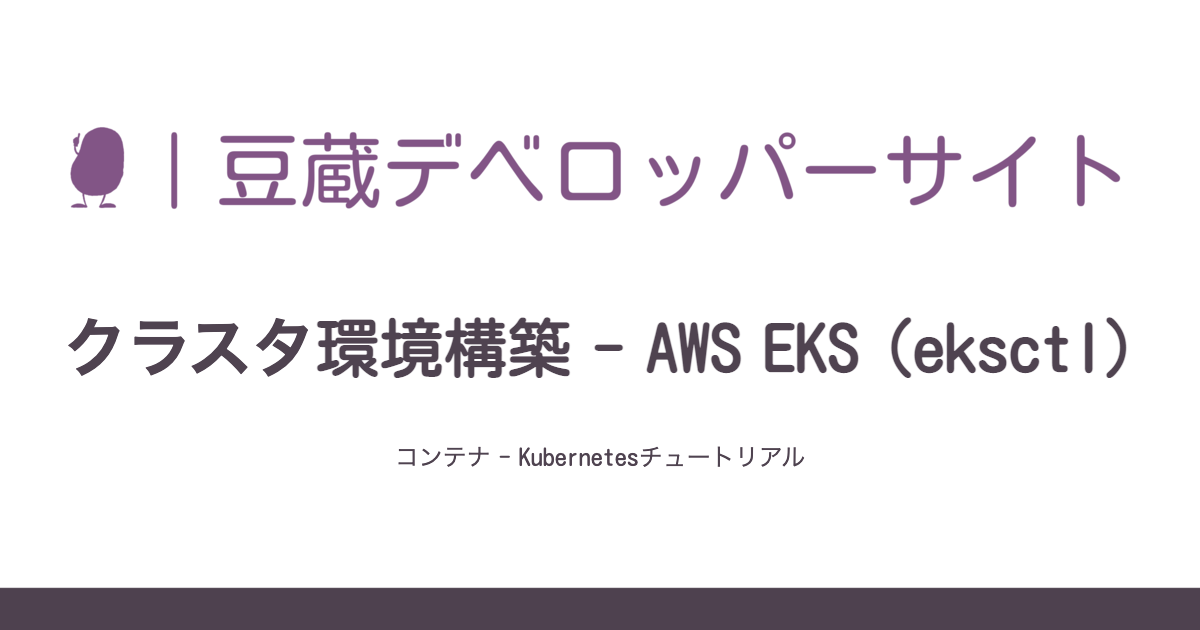 豆蔵デベロッパーサイト
クラスタ環境構築 - AWS EKS (eksctl)
コンテナ - Kubernetesチュートリアル